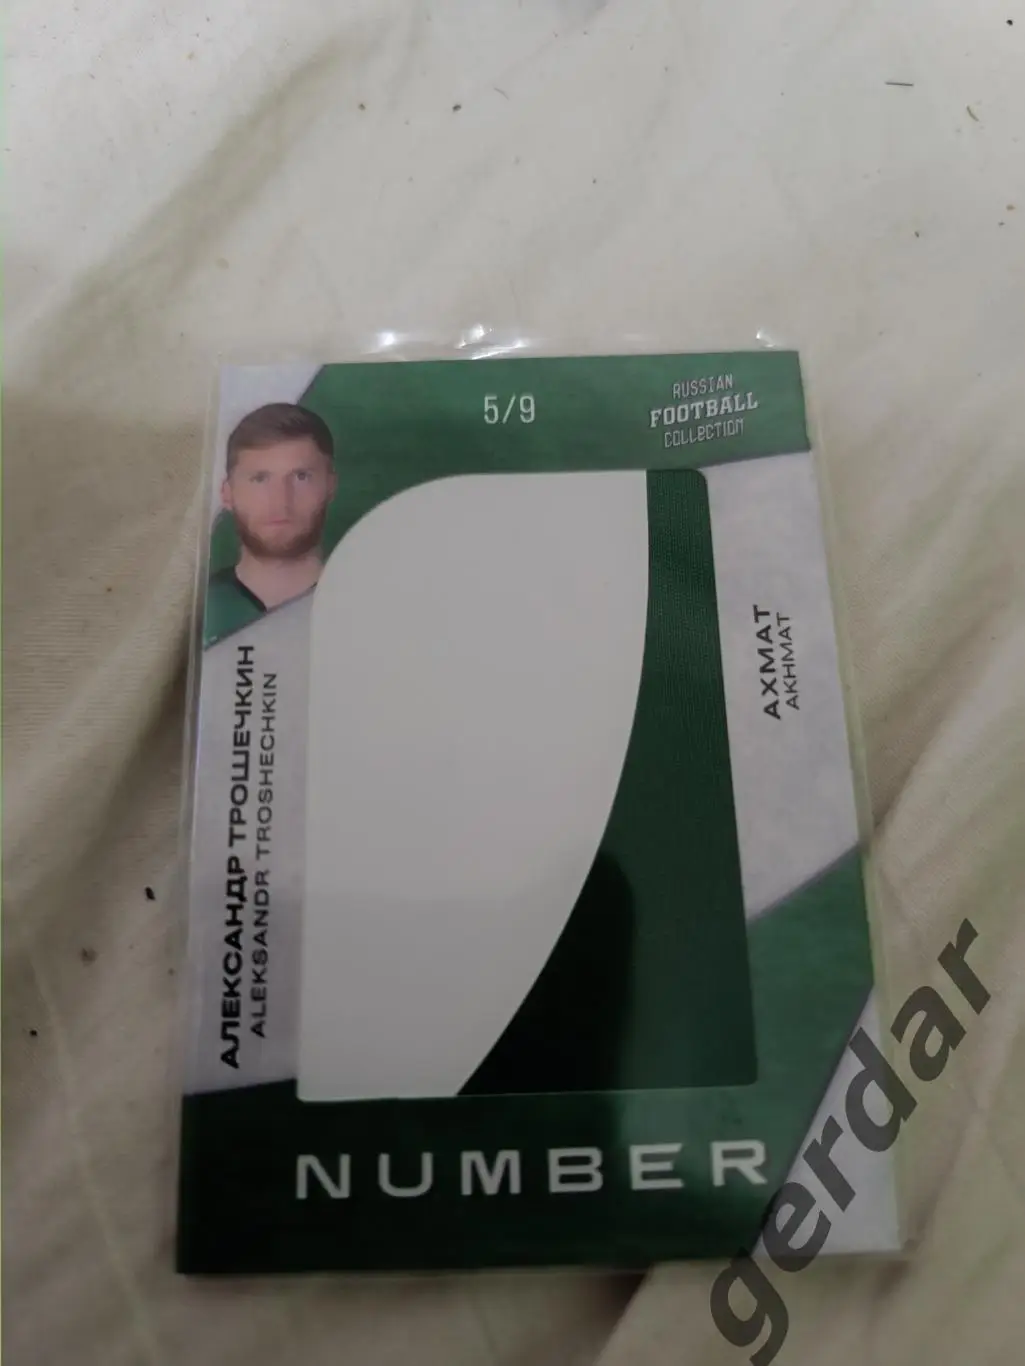 5/9
RUSSIAN
FOOTBALL
COLLECTION
АЛЕКСАНДР ТРОШЕЧКИН
ALEKSANDR TROSHECHKIN
АХМАТ
AKHMAT
NUMBER
gerdar